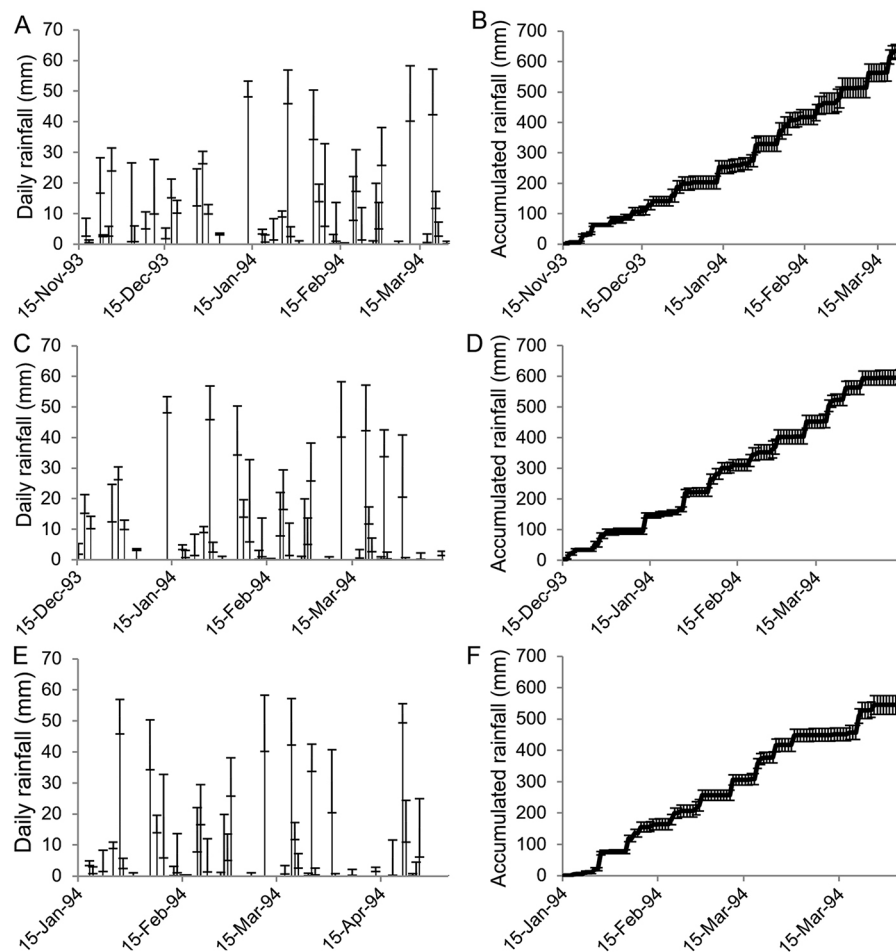 A
Daily rainfall (mm)
70
60
50
40
30
20
10
0
15-Nov-93
15-Dec-93
15-Jan-94
15-Feb-94
15-Mar-94
B
Accumulated rainfall (mm)
700
600
500
400
300
200
100
0
15-Nov-93
15-Dec-93
15-Jan-94
15-Feb-94
15-Mar-94
C
Daily rainfall (mm)
70
60
50
40
30
20
10
0
15-Dec-93
15-Jan-94
15-Feb-94
15-Mar-94
D
Accumulated rainfall (mm)
700
600
500
400
300
200
100
0
15-Dec-93
15-Jan-94
15-Feb-94
15-Mar-94
E
Daily rainfall (mm)
70
60
50
40
30
20
10
0
15-Jan-94
15-Feb-94
15-Mar-94
15-Apr-94
F
Accumulated rainfall (mm)
700
600
500
400
300
200
100
0
15-Jan-94
15-Feb-94
15-Mar-94
15-Mar-94